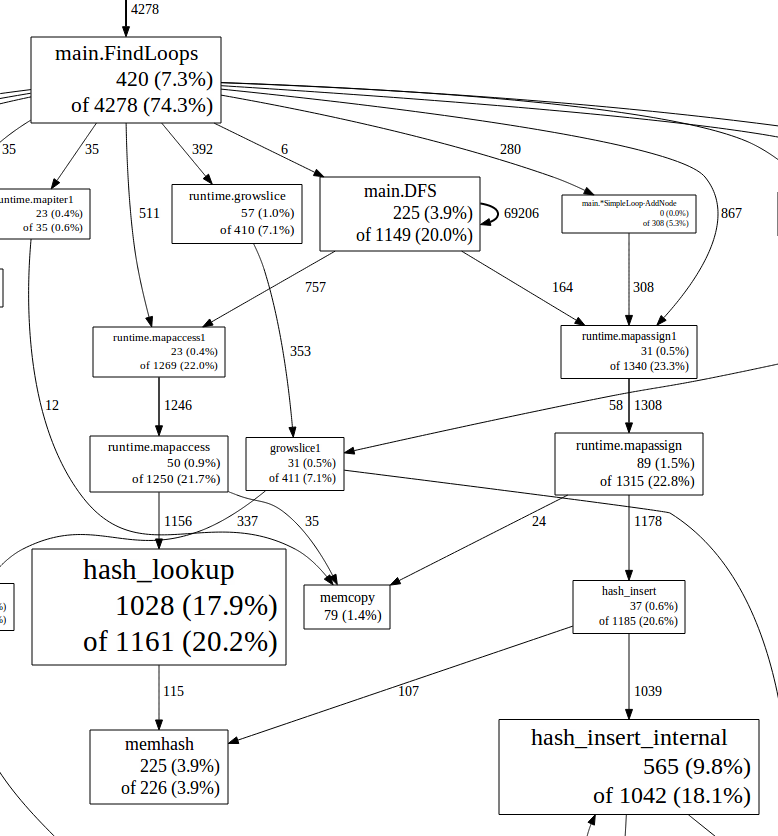 4278
main.FindLoops
420 (7.3%)
of 4278 (74.3%)
35
35
392
6
280
untime.mapiter1
23 (0.4%)
of 35 (0.6%)
511
runtime.growslice
57 (1.0%)
of 410 (7.1%)
main.DFS
225 (3.9%)
of 1149 (20.0%)
69206
main.*SimpleLoop·AddNode
0 (0.0%)
of 308 (5.3%)
867
757
164
308
runtime.mapaccess1
23 (0.4%)
of 1269 (22.0%)
353
runtime.mapassign1
31 (0.5%)
of 1340 (23.3%)
12
1246
58
1308
runtime.mapaccess
50 (0.9%)
of 1250 (21.7%)
growslice1
31 (0.5%)
of 411 (7.1%)
runtime.mapassign
89 (1.5%)
of 1315 (22.8%)
1156
337
35
24
1178
hash_lookup
1028 (17.9%)
of 1161 (20.2%)
memcopy
79 (1.4%)
hash_insert
37 (0.6%)
of 1185 (20.6%)
%)
%)
115
107
1039
memhash
225 (3.9%)
of 226 (3.9%)
hash_insert_internal
565 (9.8%)
of 1042 (18.1%)